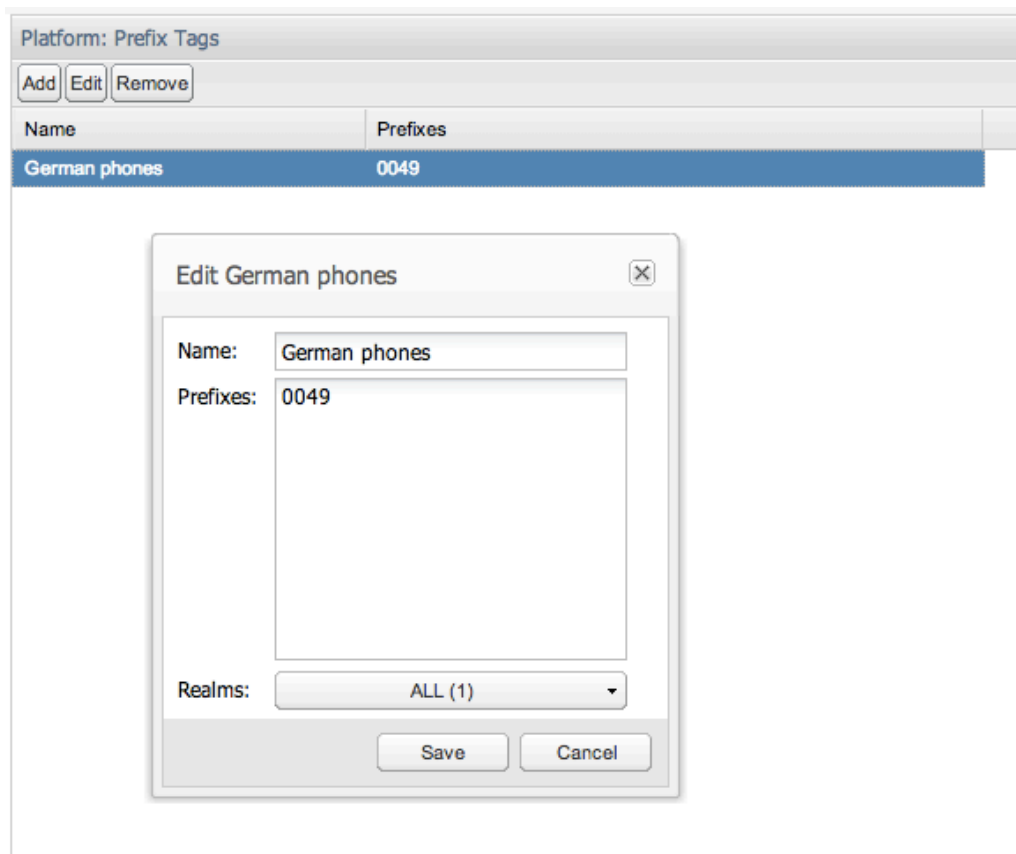 Platform: Prefix Tags
Add Edit Remove
Name Prefixes
German phones 0049
Edit German phones
Name: German phones
Prefixes: 0049
Realms: ALL (1)
Save Cancel